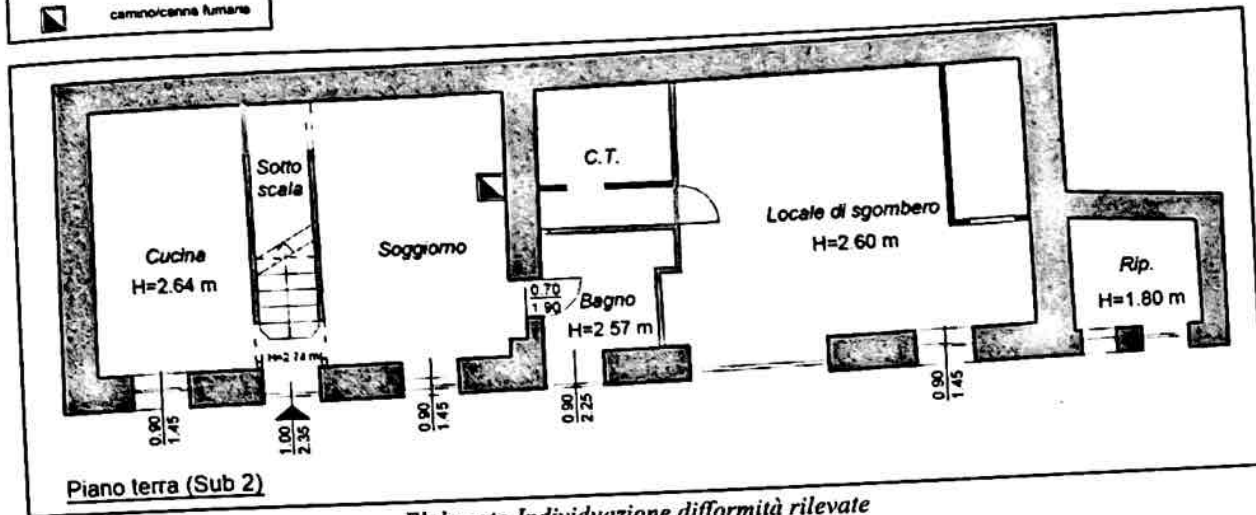 camino/canna fumaria
Sotto
scala
C.T.
Cucina
H=2.64 m
Soggiorno
Locale di sgombero
H=2.60 m
Rip.
H=1.80 m
0.70
1.90
Bagno
H=2.57 m
H=2.74 m
0.90
1.45
1.00
2.35
0.90
1.45
0.90
2.25
0.90
1.45
Piano terra (Sub 2)
Elaborato Individuazione difformità rilevate